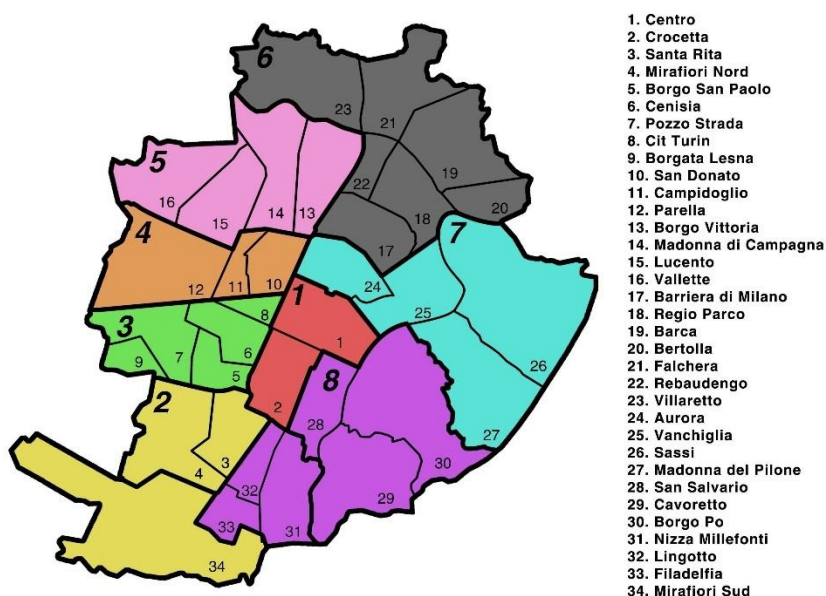 1. Centro
2. Crocetta
3. Santa Rita
4. Mirafiori Nord
5. Borgo San Paolo
6. Cenisia
7. Pozzo Strada
8. Cit Turin
9. Borgata Lesna
10. San Donato
11. Campidoglio
12. Parella
13. Borgo Vittoria
14. Madonna di Campagna
15. Lucento
16. Vallette
17. Barriera di Milano
18. Regio Parco
19. Barca
20. Bertolla
21. Falchera
22. Rebaudengo
23. Villaretto
24. Aurora
25. Vanchiglia
26. Sassi
27. Madonna del Pilone
28. San Salvario
29. Cavoretto
30. Borgo Po
31. Nizza Millefonti
32. Lingotto
33. Filadelfia
34. Mirafiori Sud
6
23
21
22
19
18
20
17
5
16
15
14
13
4
12
11
10
7
24
25
26
27
1
1
2
3
8
7
6
9
5
8
28
30
29
32
33
31
2
4
3
34